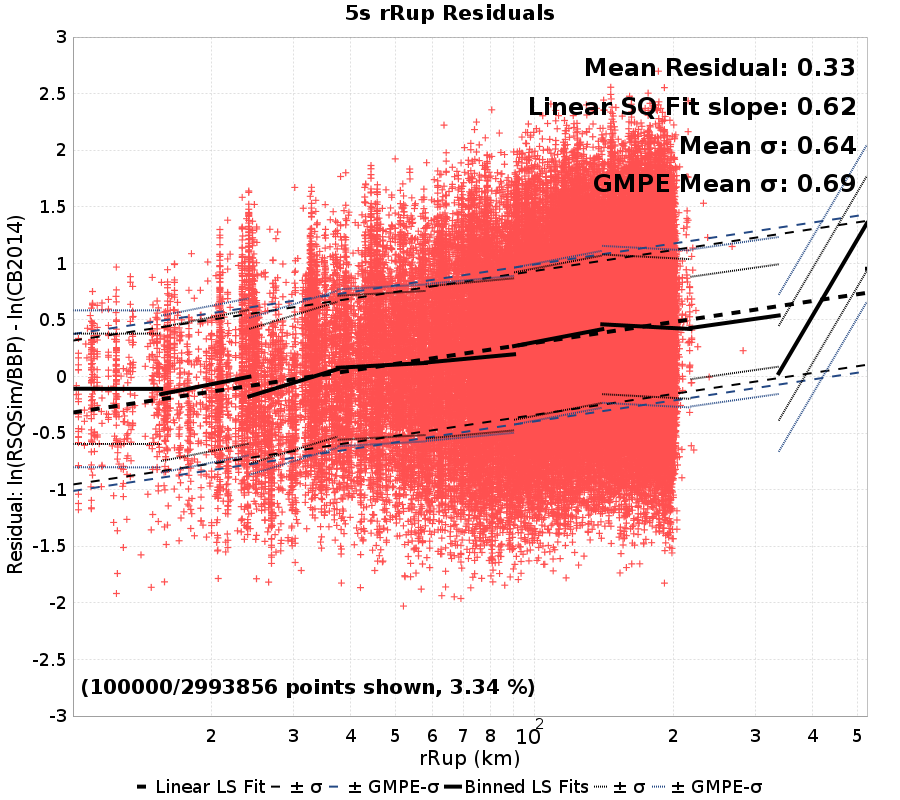 5s rRup Residuals
Mean Residual: 0.33
Linear SQ Fit slope: 0.62
Mean σ: 0.64
GMPE Mean σ: 0.69
Residual: ln(RSQSim/BBP) - ln(CB2014)
3
2.5
2
1.5
1
0.5
0
-0.5
-1
-1.5
-2
-2.5
-3
(100000/2993856 points shown, 3.34 %)
2 3 4 5 6 7 8 10² 2 3 4 5
rRup (km)
Linear LS Fit ± σ ± GMPE-σ Binned LS Fits ± σ ± GMPE-σ